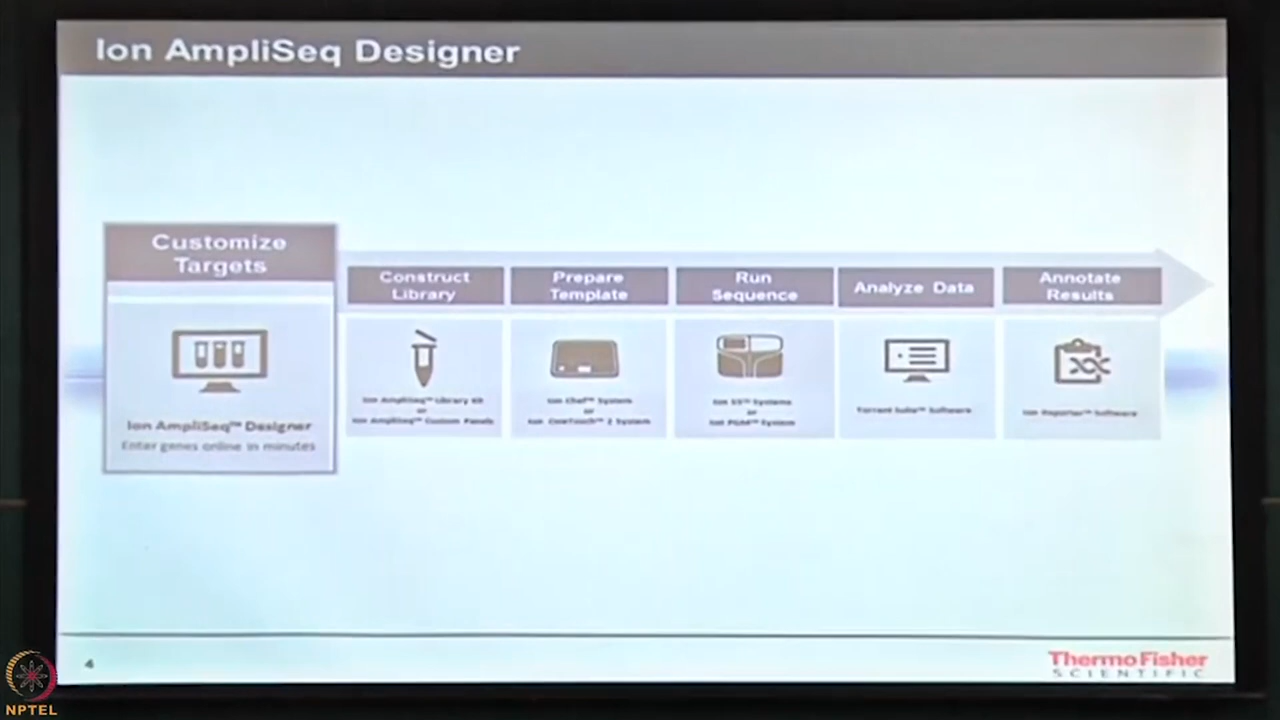 Ion AmpliSeq Designer
Customize
Targets
Ion AmpliSeq™ Designer
Enter genes online in minutes
Construct
Library
Ion AmpliSeq™ Library Kit
or
Ion AmpliSeq™ Custom Panels
Prepare
Template
Ion Chef™ System
or
Ion OneTouch™ 2 System
Run
Sequence
Ion S5™ Systems
or
Ion PGM™ System
Analyze Data
Torrent Suite™ Software
Annotate
Results
Ion Reporter™ Software
4
ThermoFisher
SCIENTIFIC
NPTEL